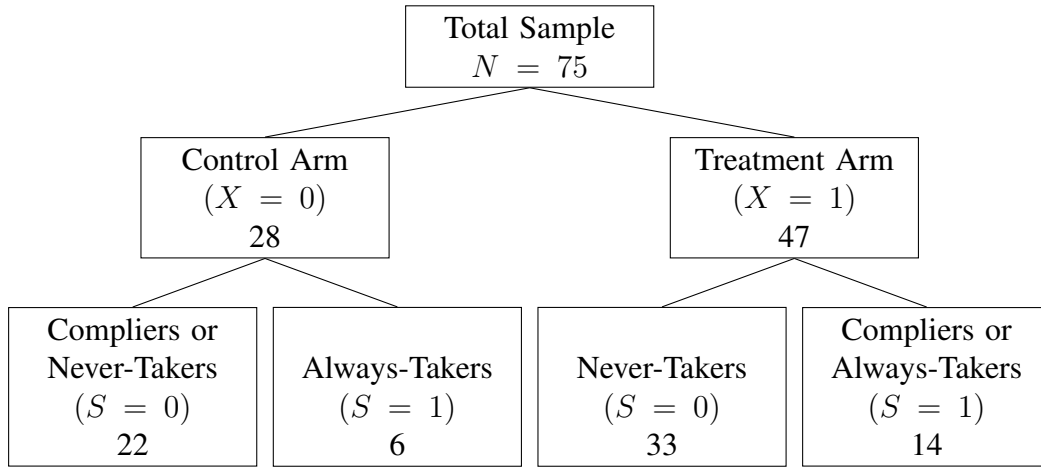 Total Sample
N = 75
Control Arm
(X = 0)
28
Treatment Arm
(X = 1)
47
Compliers or
Never-Takers
(S = 0)
22
Always-Takers
(S = 1)
6
Never-Takers
(S = 0)
33
Compliers or
Always-Takers
(S = 1)
14